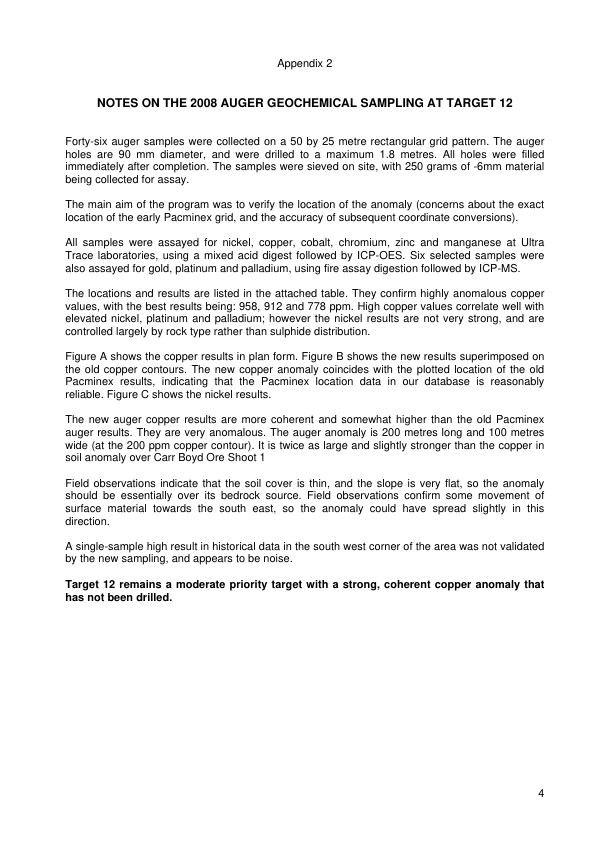 Appendix 2
NOTES ON THE 2008 AUGER GEOCHEMICAL SAMPLING AT TARGET 12
Forty-six auger samples were collected on a 50 by 25 metre rectangular grid pattern. The auger
holes are 90 mm diameter, and were drilled to a maximum 1.8 metres. All holes were filled
immediately after completion. The samples were sieved on site, with 250 grams of -6mm material
being collected for assay.
The main aim of the program was to verify the location of the anomaly (concerns about the exact
location of the early Pacminex grid, and the accuracy of subsequent coordinate conversions).
All samples were assayed for nickel, copper, cobalt, chromium, zinc and manganese at Ultra
Trace laboratories, using a mixed acid digest followed by ICP-OES. Six selected samples were
also assayed for gold, platinum and palladium, using fire assay digestion followed by ICP-MS.
The locations and results are listed in the attached table. They confirm highly anomalous copper
values, with the best results being: 958, 912 and 778 ppm. High copper values correlate well with
elevated nickel, platinum and palladium; however the nickel results are not very strong, and are
controlled largely by rock type rather than sulphide distribution.
Figure A shows the copper results in plan form. Figure B shows the new results superimposed on
the old copper contours. The new copper anomaly coincides with the plotted location of the old
Pacminex results, indicating that the Pacminex location data in our database is reasonably
reliable. Figure C shows the nickel results.
The new auger copper results are more coherent and somewhat higher than the old Pacminex
auger results. They are very anomalous. The auger anomaly is 200 metres long and 100 metres
wide (at the 200 ppm copper contour). It is twice as large and slightly stronger than the copper in
soil anomaly over Carr Boyd Ore Shoot 1
Field observations indicate that the soil cover is thin, and the slope is very flat, so the anomaly
should be essentially over its bedrock source. Field observations confirm some movement of
surface material towards the south east, so the anomaly could have spread slightly in this
direction.
A single-sample high result in historical data in the south west corner of the area was not validated
by the new sampling, and appears to be noise.
Target 12 remains a moderate priority target with a strong, coherent copper anomaly that
has not been drilled.
4